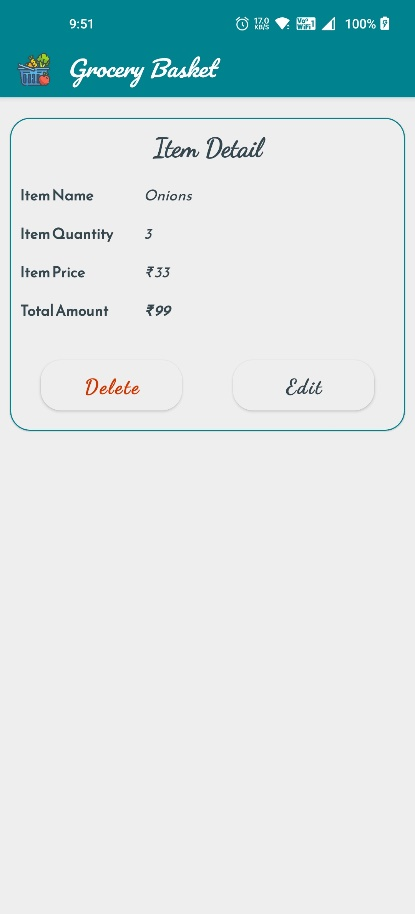 9:51 17.0 KB/S 100%
Grocery Basket
Item Detail
Item Name Onions
Item Quantity 3
Item Price ₹33
Total Amount ₹99
Delete Edit